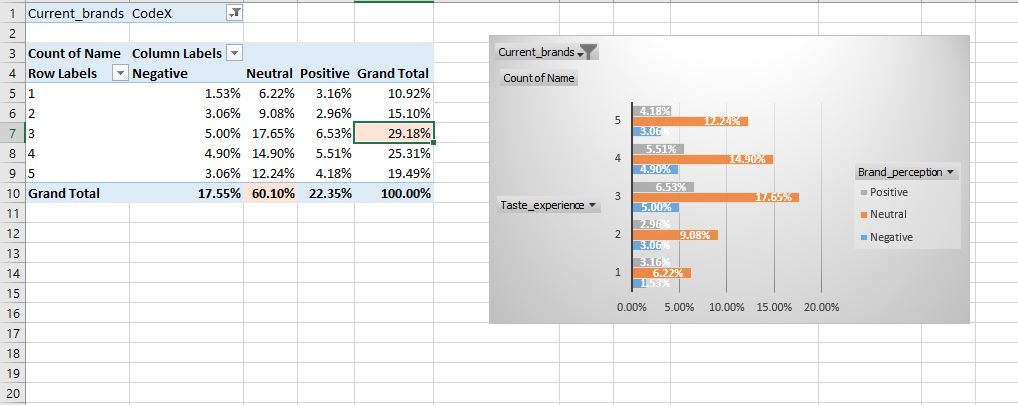 1 Current_brands CodeX
2
3 Count of Name Column Labels
4 Row Labels Negative Neutral Positive Grand Total
5 1 1.53% 6.22% 3.16% 10.92%
6 2 3.06% 9.08% 2.96% 15.10%
7 3 5.00% 17.65% 6.53% 29.18%
8 4 4.90% 14.90% 5.51% 25.31%
9 5 3.06% 12.24% 4.18% 19.49%
10 Grand Total 17.55% 60.10% 22.35% 100.00%
11
12
13
14
15
16
17
18
19
20
Current_brands
Count of Name
4.18%
5 12.24%
3.06%
5.51%
4 14.90%
4.90%
6.53%
3 17.65%
5.00%
2.96%
2 9.08%
3.06%
3.16%
1 6.22%
1.53%
0.00% 5.00% 10.00% 15.00% 20.00%
Taste_experience
Brand_perception
Positive
Neutral
Negative